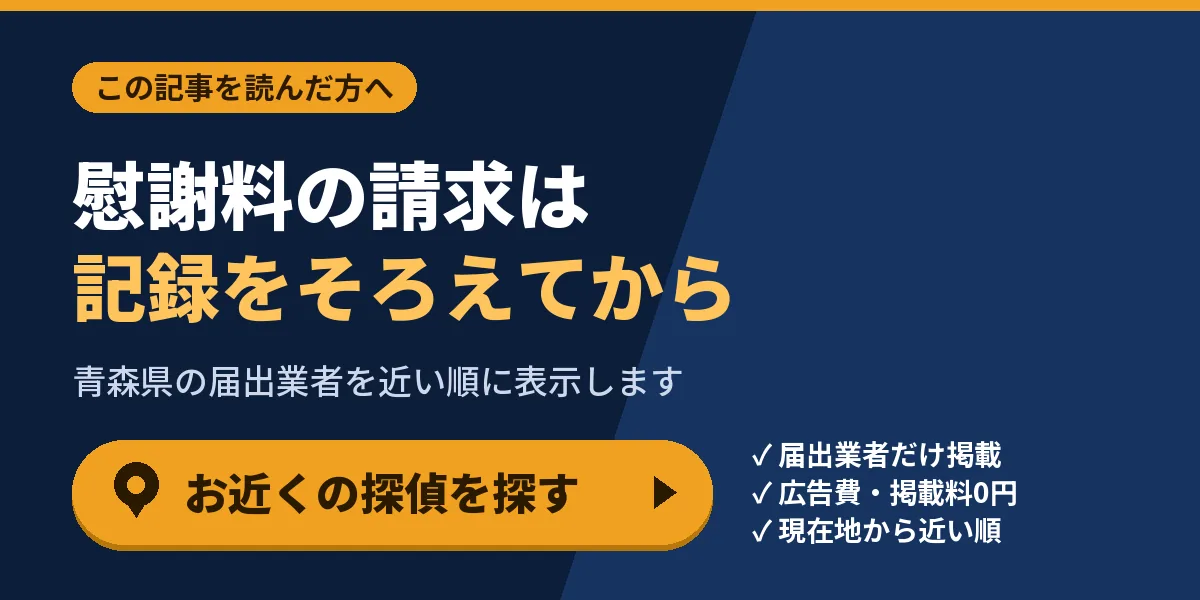 この記事を読んだ方へ
慰謝料の請求は
記録をそろえてから
青森県の届出業者を近い順に表示します
お近くの探偵を探す
✓ 届出業者だけ掲載
✓ 広告費・掲載料0円
✓ 現在地から近い順